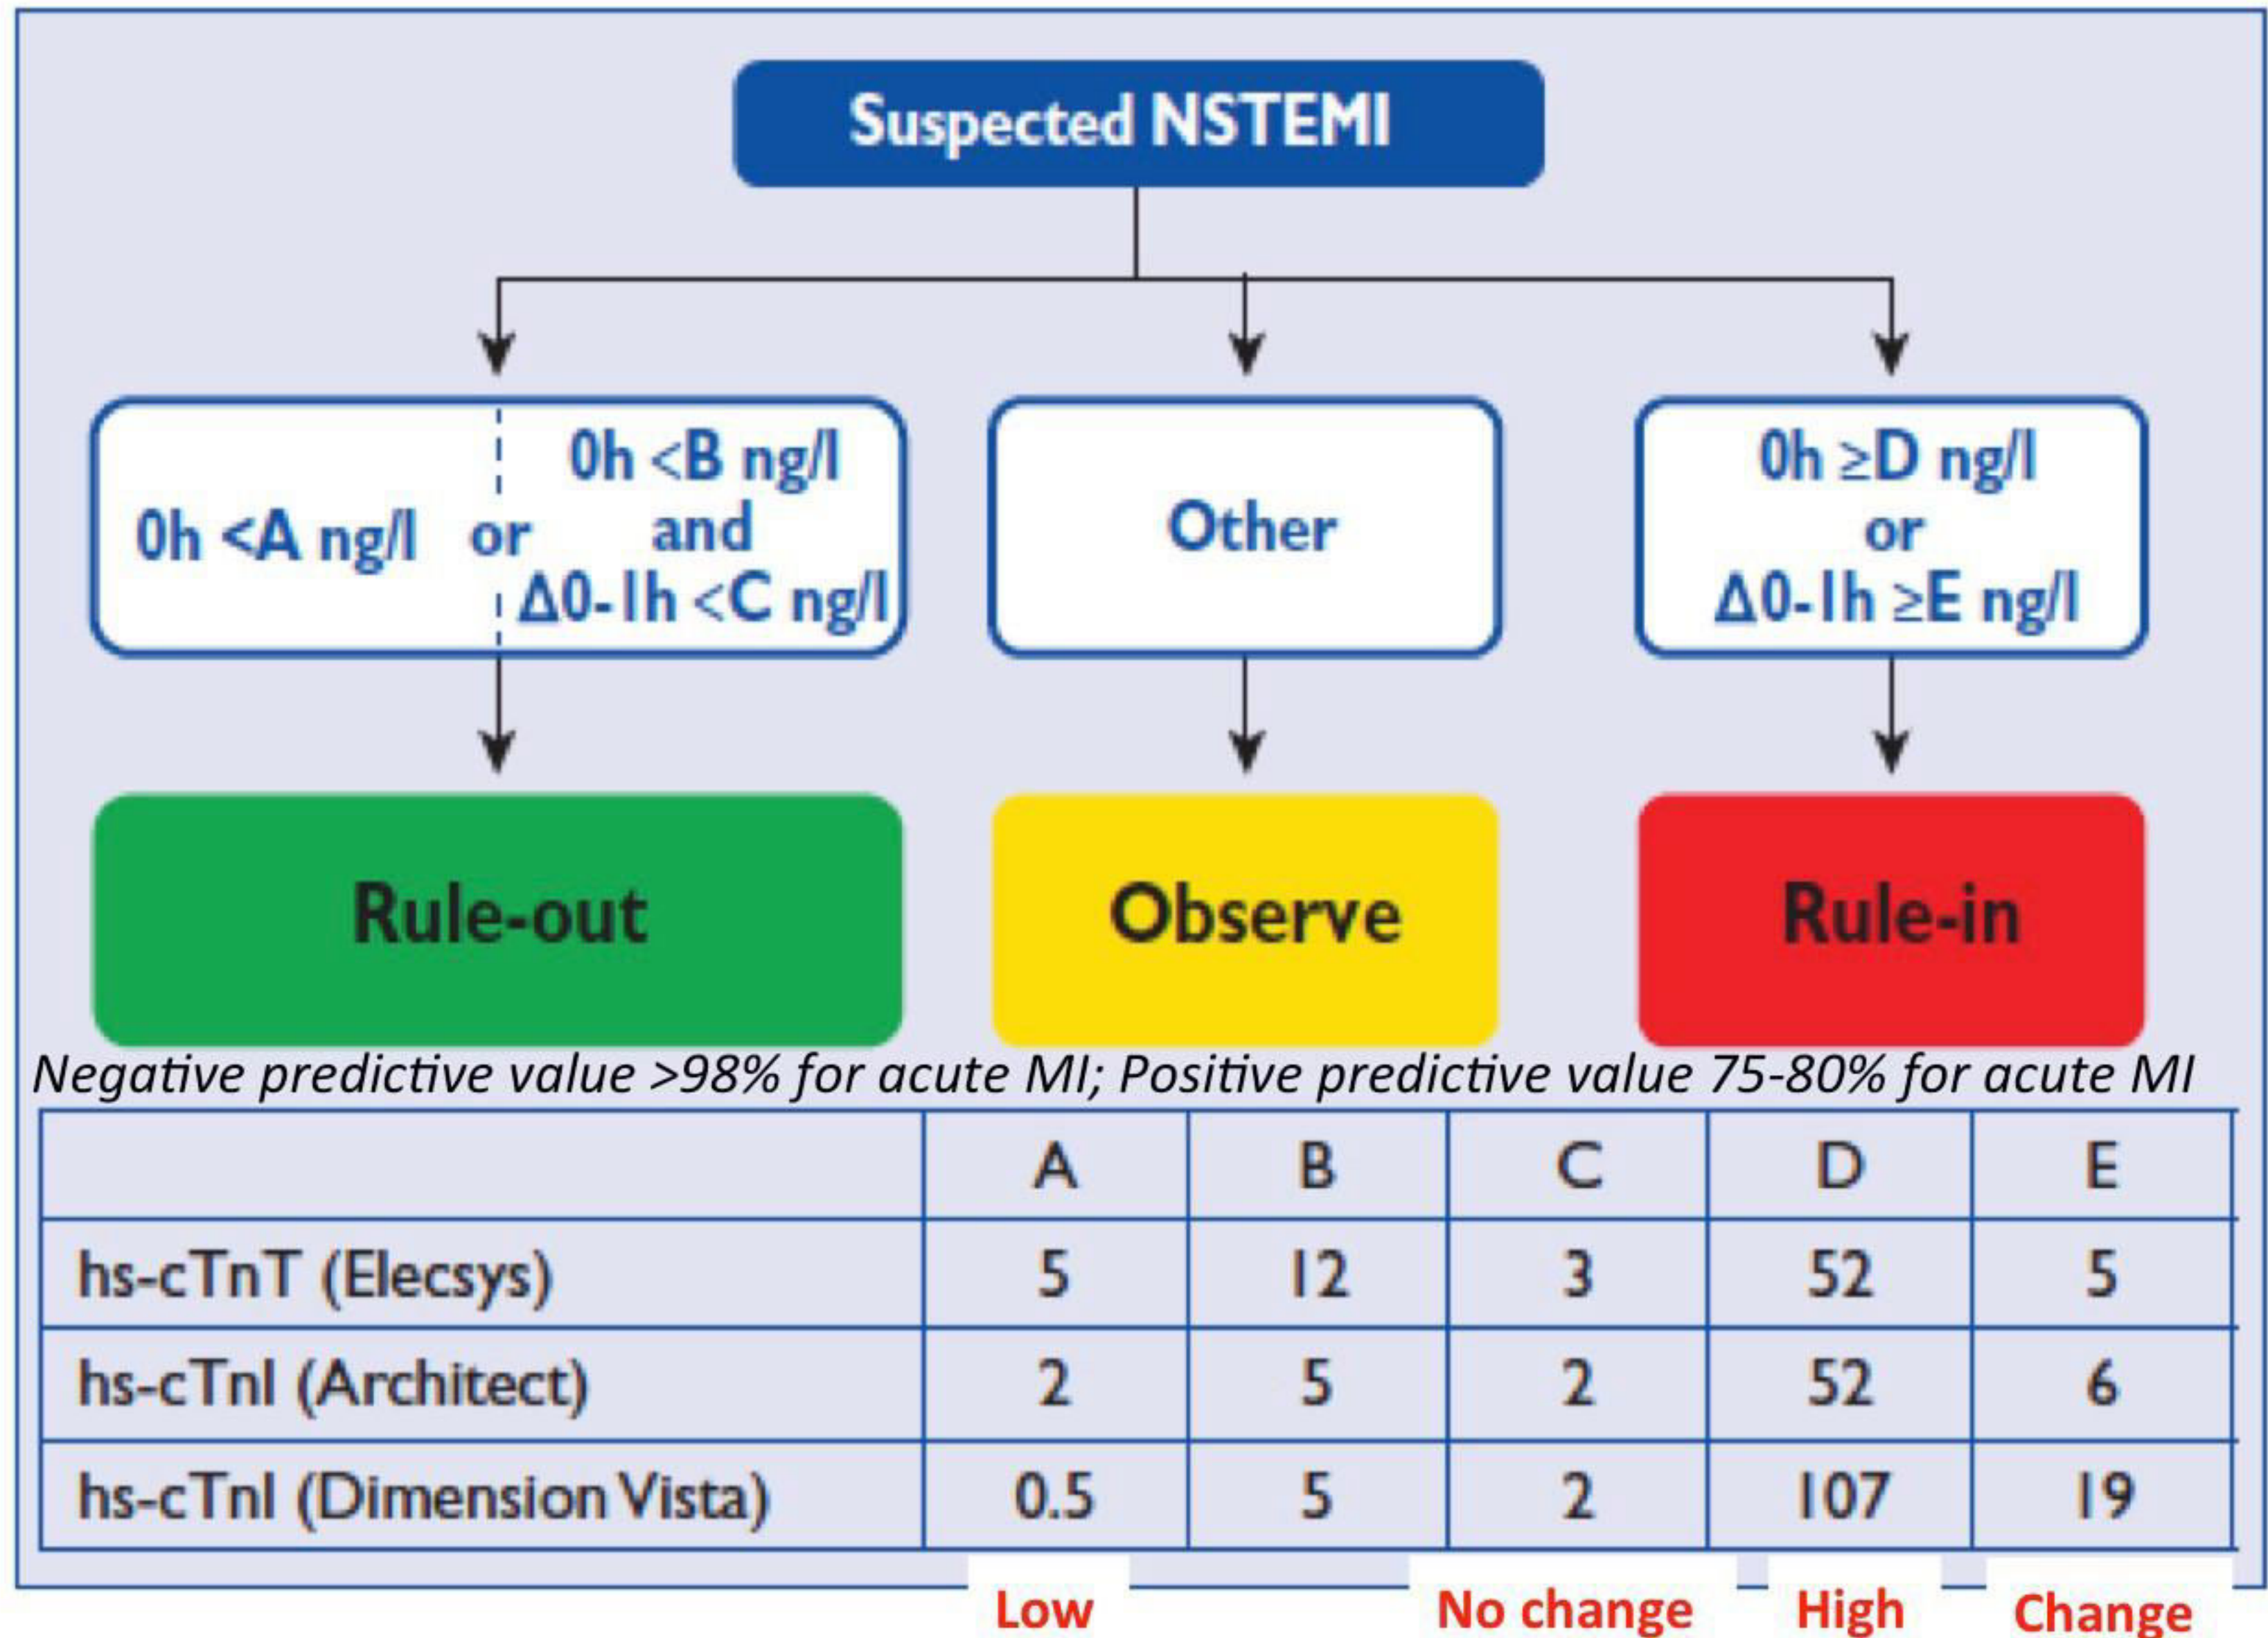 Suspected NSTEMI
0h <A ng/l or
0h <B ng/l
and
Δ0-1h <C ng/l
Other
0h ≥D ng/l
or
Δ0-1h ≥E ng/l
Rule-out
Observe
Rule-in
Negative predictive value >98% for acute MI; Positive predictive value 75-80% for acute MI
A B C D E
hs-cTnT (Elecsys) 5 12 3 52 5
hs-cTnI (Architect) 2 5 2 52 6
hs-cTnI (Dimension Vista) 0.5 5 2 107 19
Low No change High Change